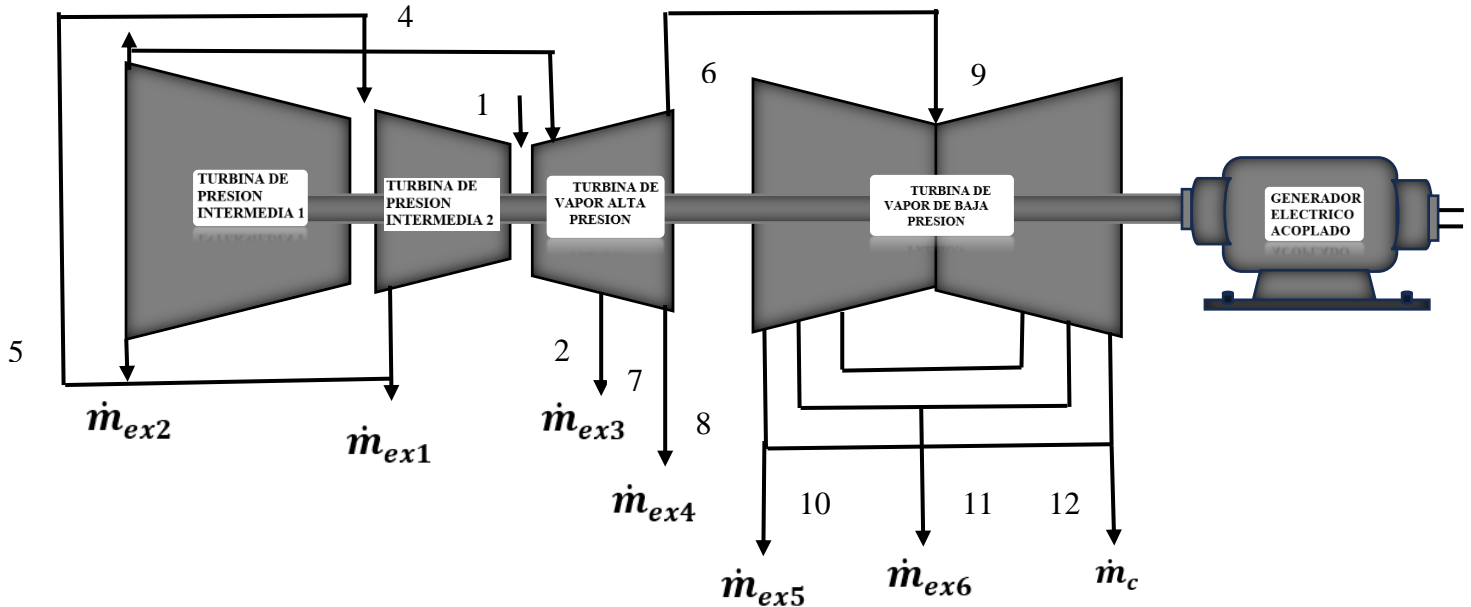 4
6
9
1
TURBINA DE
PRESION
INTERMEDIA 1
TURBINA DE
PRESION
INTERMEDIA 2
TURBINA DE
VAPOR ALTA
PRESION
TURBINA DE
VAPOR DE BAJA
PRESION
GENERADOR
ELECTRICO
ACOPLADO
5
2
7
8
ṁex2
ṁex1
ṁex3
ṁex4
10
11
12
ṁex5
ṁex6
ṁc